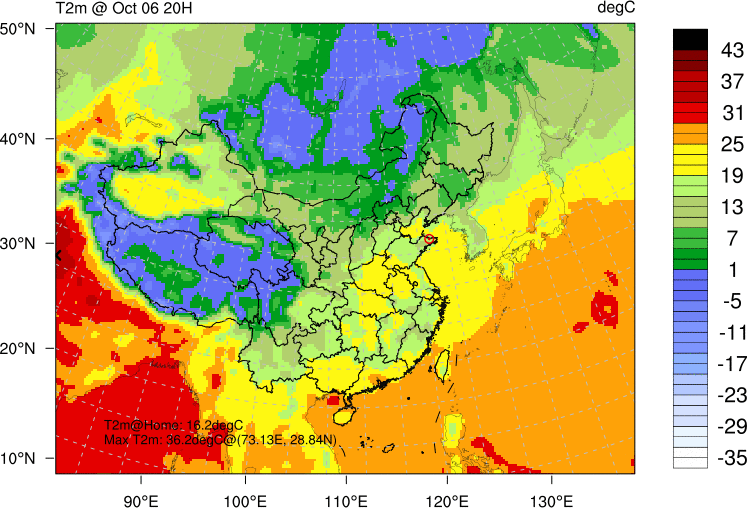 T2m @ Oct 06 20H
degC
50°N
40°N
30°N
20°N
10°N
90°E
100°E
110°E
120°E
130°E
43
37
31
25
19
13
7
1
-5
-11
-17
-23
-29
-35
T2m@Home: 16.2degC
Max T2m: 36.2degC@(73.13E, 28.84N)